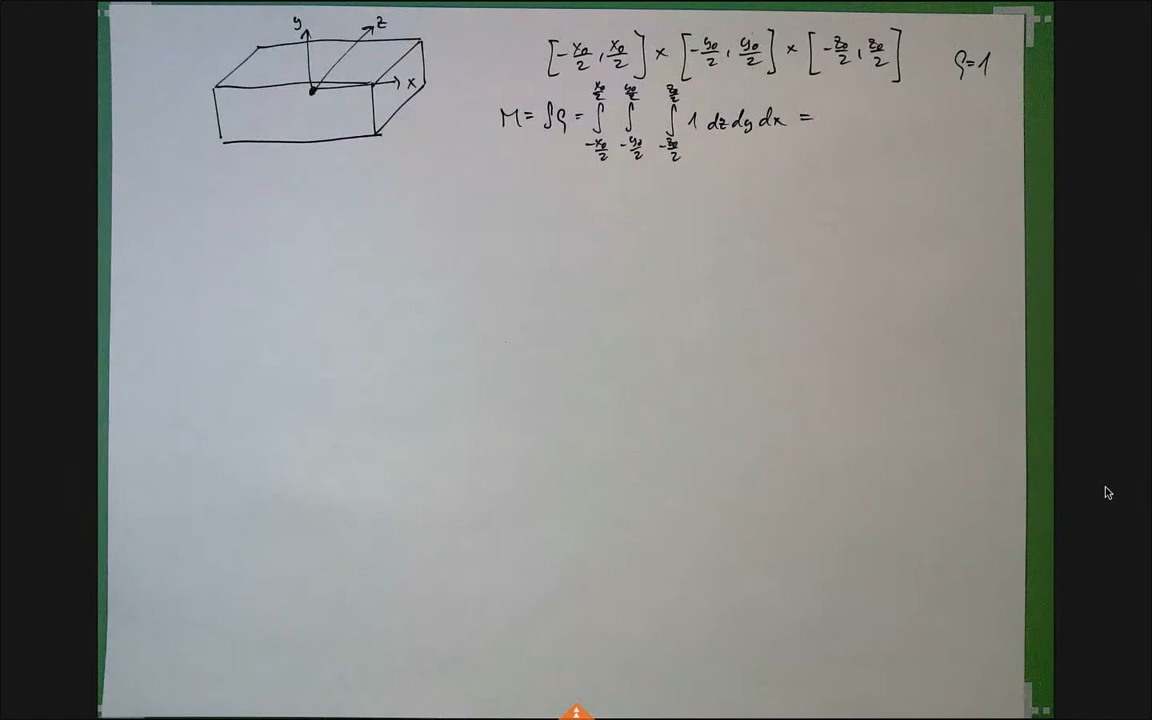 y z
x
[-x₀/2, x₀/2] × [-y₀/2, y₀/2] × [-z₀/2, z₀/2] ρ=1
M = ∫ρ = ∫_{-x₀/2}^{x₀/2} ∫_{-y₀/2}^{y₀/2} ∫_{-z₀/2}^{z₀/2} 1 dz dy dx =